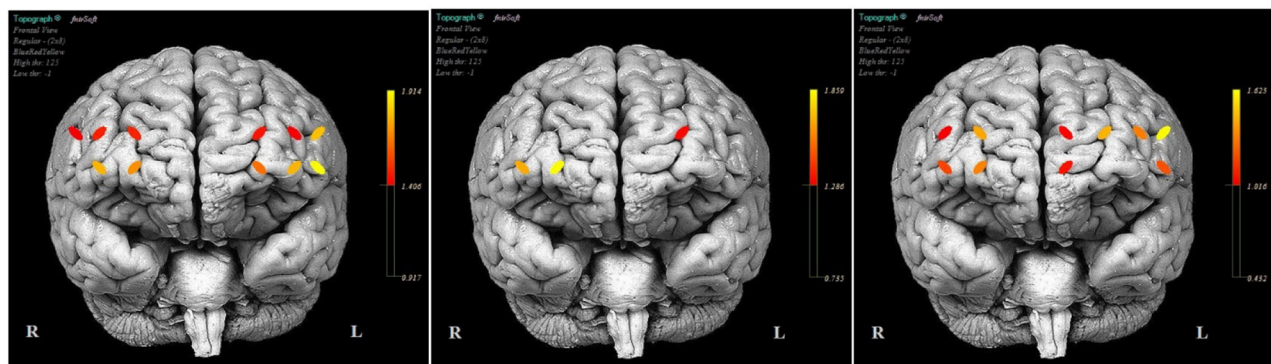 Topograph ® fnirSoft
Frontal View
Regular - (2x8)
BlueRedYellow
High thr: 125
Low thr: -1
1.914
1.406
0.917
R L
Topograph ® fnirSoft
Frontal View
Regular - (2x8)
BlueRedYellow
High thr: 125
Low thr: -1
1.859
1.286
0.735
R L
Topograph ® fnirSoft
Frontal View
Regular - (2x8)
BlueRedYellow
High thr: 125
Low thr: -1
1.625
1.016
0.452
R L